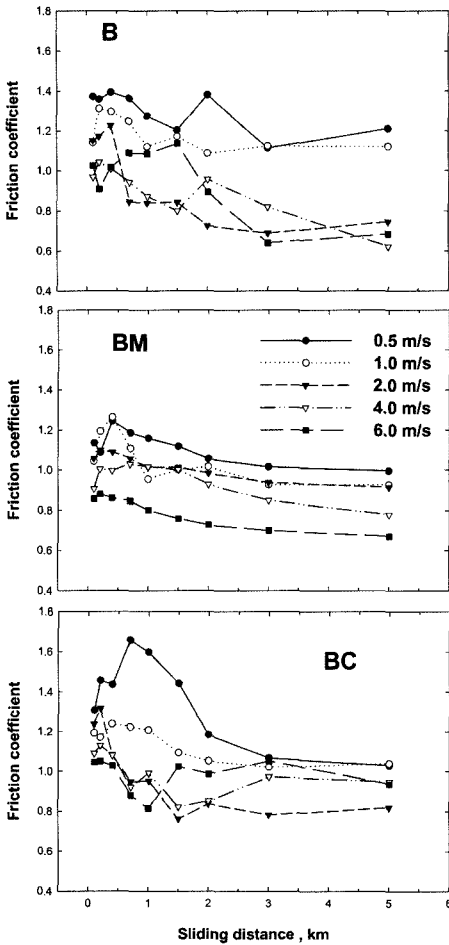 B
Friction coefficient
1.8
1.6
1.4
1.2
1.0
0.8
0.6
0.4
BM
0.5 m/s
1.0 m/s
2.0 m/s
4.0 m/s
6.0 m/s
Friction coefficient
1.8
1.6
1.4
1.2
1.0
0.8
0.6
0.4
BC
Friction coefficient
1.8
1.6
1.4
1.2
1.0
0.8
0.6
0.4
0 1 2 3 4 5 6
Sliding distance , km